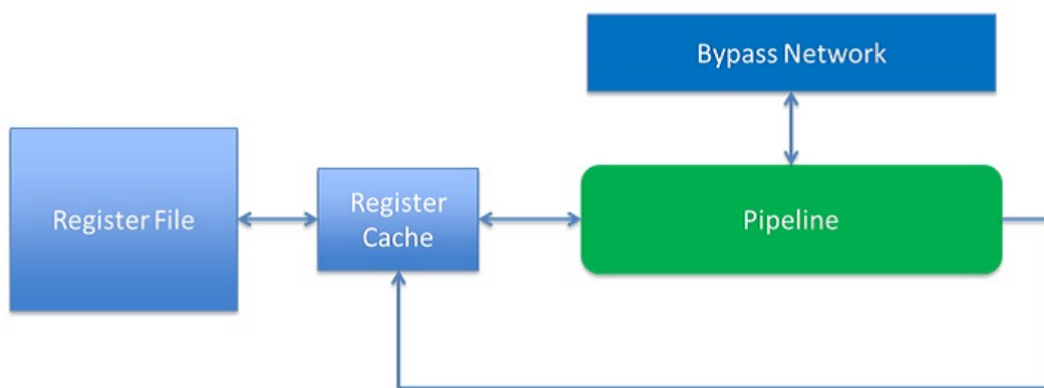 Bypass Network
Register File
Register
Cache
Pipeline